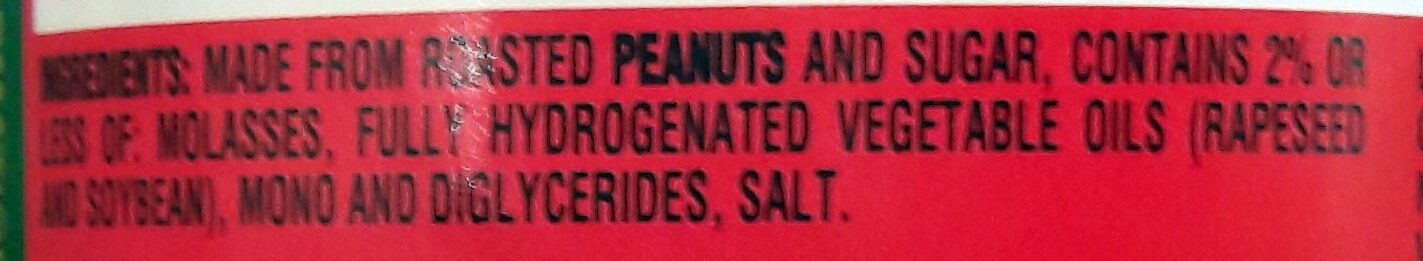 INGREDIENTS: MADE FROM ROASTED PEANUTS AND SUGAR, CONTAINS 2% OR
LESS OF: MOLASSES, FULLY HYDROGENATED VEGETABLE OILS (RAPESEED
AND SOYBEAN), MONO AND DIGLYCERIDES, SALT.